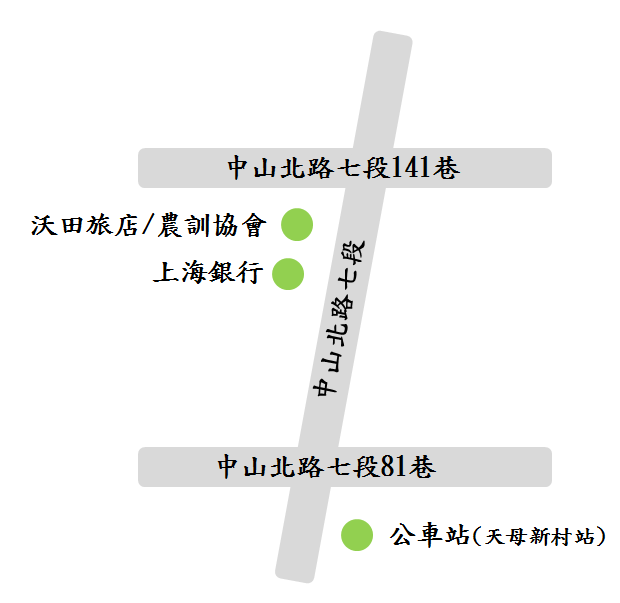 中山北路七段141巷
沃田旅店/農訓協會
上海銀行
中山北路七段
中山北路七段81巷
公車站(天母新村站)